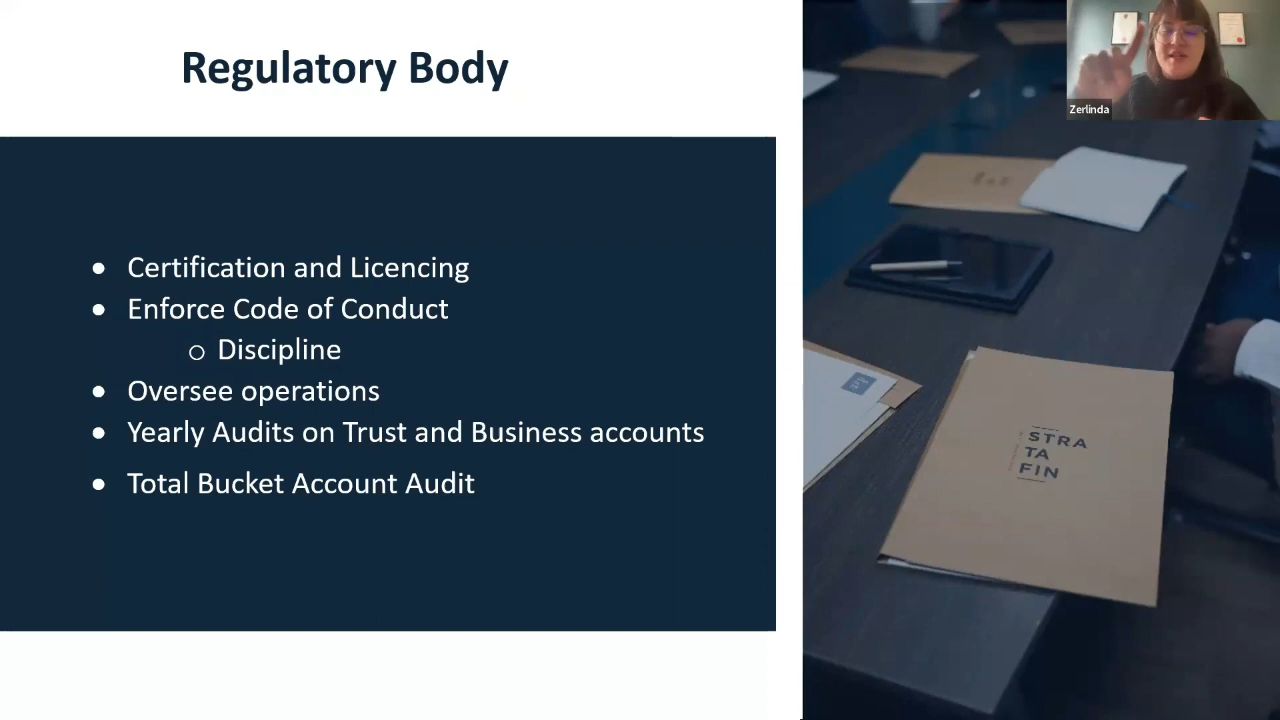 Regulatory Body
Zerlinda
Certification and Licencing
Enforce Code of Conduct
Discipline
Oversee operations
Yearly Audits on Trust and Business accounts
Total Bucket Account Audit
STRA
TA
FIN